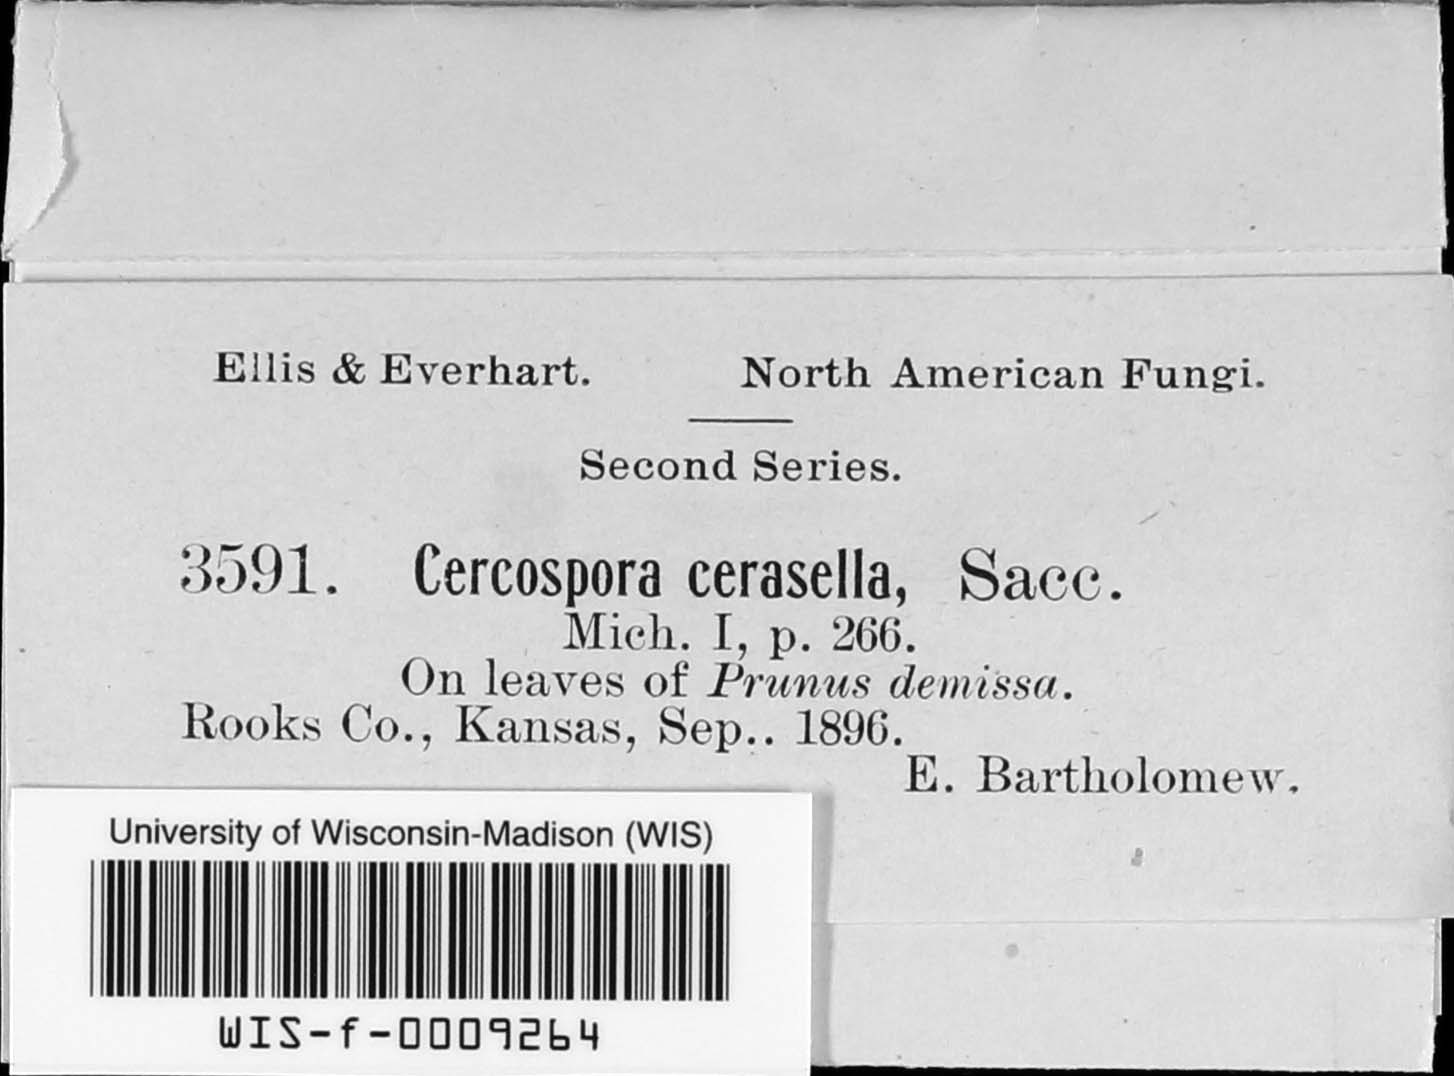 Ellis & Everhart. North American Fungi.
Second Series.
3591. Cercospora cerasella, Sacc.
Mich. I, p. 266.
On leaves of Prunus demissa.
Rooks Co., Kansas, Sep.. 1896.
E. Bartholomew.
University of Wisconsin-Madison (WIS)
WIS-f-0009264